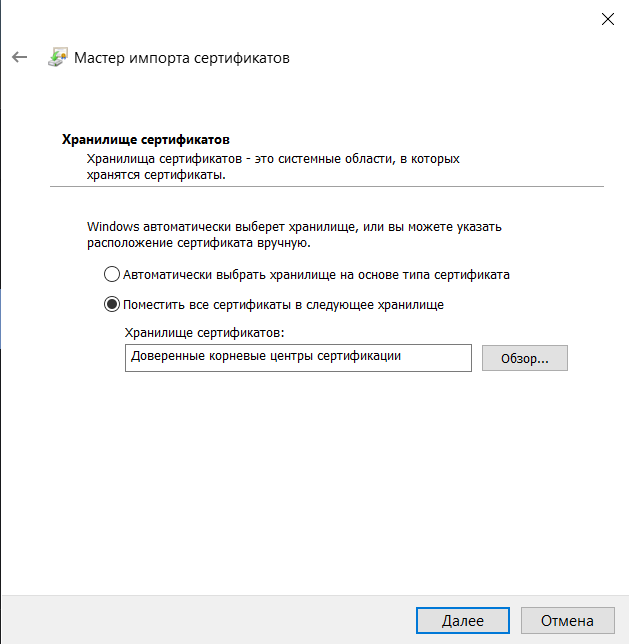 Мастер импорта сертификатов
Хранилище сертификатов
Хранилища сертификатов - это системные области, в которых
хранятся сертификаты.
Windows автоматически выберет хранилище, или вы можете указать
расположение сертификата вручную.
Автоматически выбрать хранилище на основе типа сертификата
Поместить все сертификаты в следующее хранилище
Хранилище сертификатов:
Доверенные корневые центры сертификации
Обзор...
Далее
Отмена